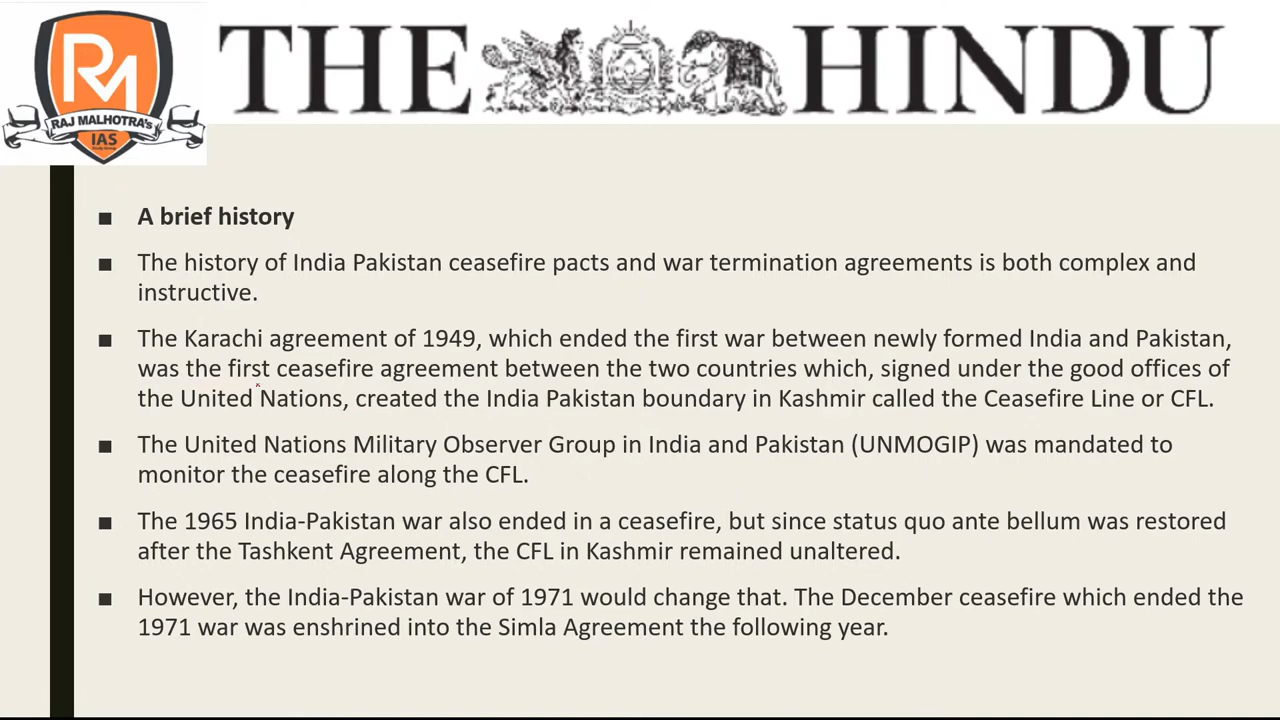 RM
RAJ MALHOTRA's
IAS
THE HINDU
A brief history
The history of India Pakistan ceasefire pacts and war termination agreements is both complex and
instructive.
The Karachi agreement of 1949, which ended the first war between newly formed India and Pakistan,
was the first ceasefire agreement between the two countries which, signed under the good offices of
the United Nations, created the India Pakistan boundary in Kashmir called the Ceasefire Line or CFL.
The United Nations Military Observer Group in India and Pakistan (UNMOGIP) was mandated to
monitor the ceasefire along the CFL.
The 1965 India-Pakistan war also ended in a ceasefire, but since status quo ante bellum was restored
after the Tashkent Agreement, the CFL in Kashmir remained unaltered.
However, the India-Pakistan war of 1971 would change that. The December ceasefire which ended the
1971 war was enshrined into the Simla Agreement the following year.